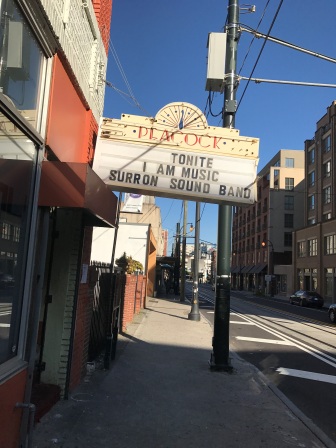 PEACOCK
TONITE
I AM MUSIC
SURRON SOUND BAND